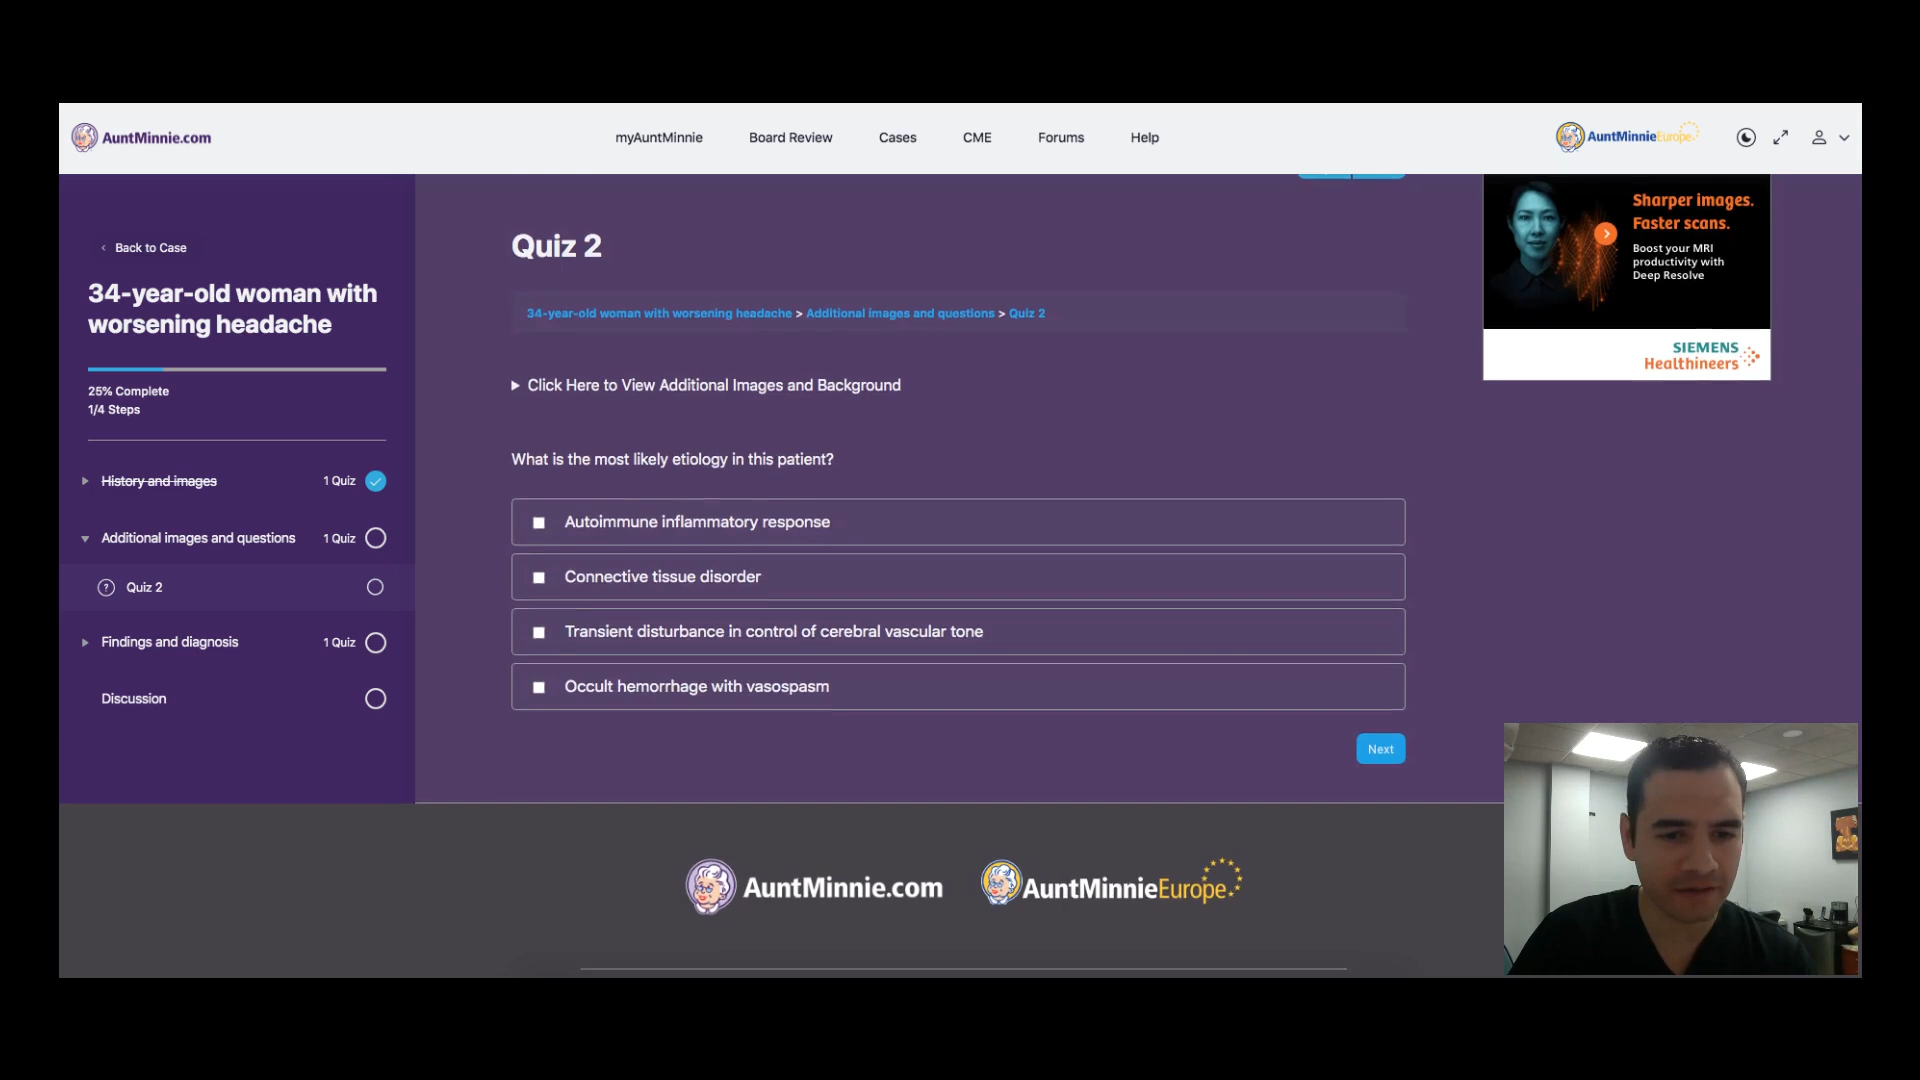 AuntMinnie.com
myAuntMinnie
Board Review
Cases
CME
Forums
Help
AuntMinnieEurope
Back to Case
34-year-old woman with
worsening headache
25% Complete
1/4 Steps
History and images
1 Quiz
Additional images and questions
1 Quiz
Quiz 2
Findings and diagnosis
1 Quiz
Discussion
Quiz 2
34-year-old woman with worsening headache > Additional images and questions > Quiz 2
Click Here to View Additional Images and Background
What is the most likely etiology in this patient?
Autoimmune inflammatory response
Connective tissue disorder
Transient disturbance in control of cerebral vascular tone
Occult hemorrhage with vasospasm
Next
Sharper images.
Faster scans.
Boost your MRI
productivity with
Deep Resolve
SIEMENS
Healthineers
AuntMinnie.com
AuntMinnieEurope